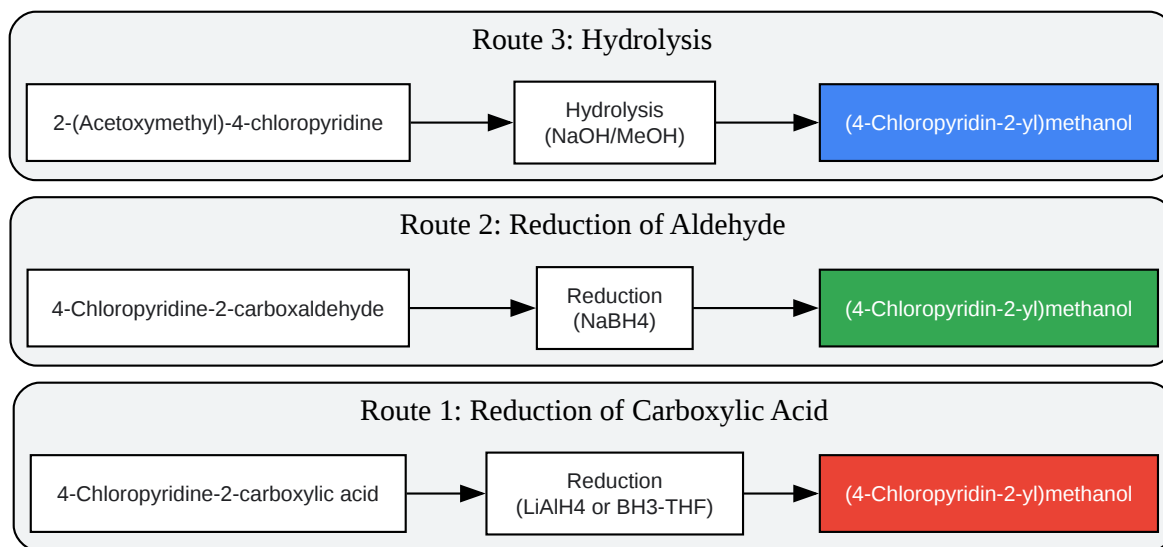 Route 3: Hydrolysis
2-(Acetoxymethyl)-4-chloropyridine
Hydrolysis
(NaOH/MeOH)
(4-Chloropyridin-2-yl)methanol
Route 2: Reduction of Aldehyde
4-Chloropyridine-2-carboxaldehyde
Reduction
(NaBH4)
(4-Chloropyridin-2-yl)methanol
Route 1: Reduction of Carboxylic Acid
4-Chloropyridine-2-carboxylic acid
Reduction
(LiAlH4 or BH3-THF)
(4-Chloropyridin-2-yl)methanol